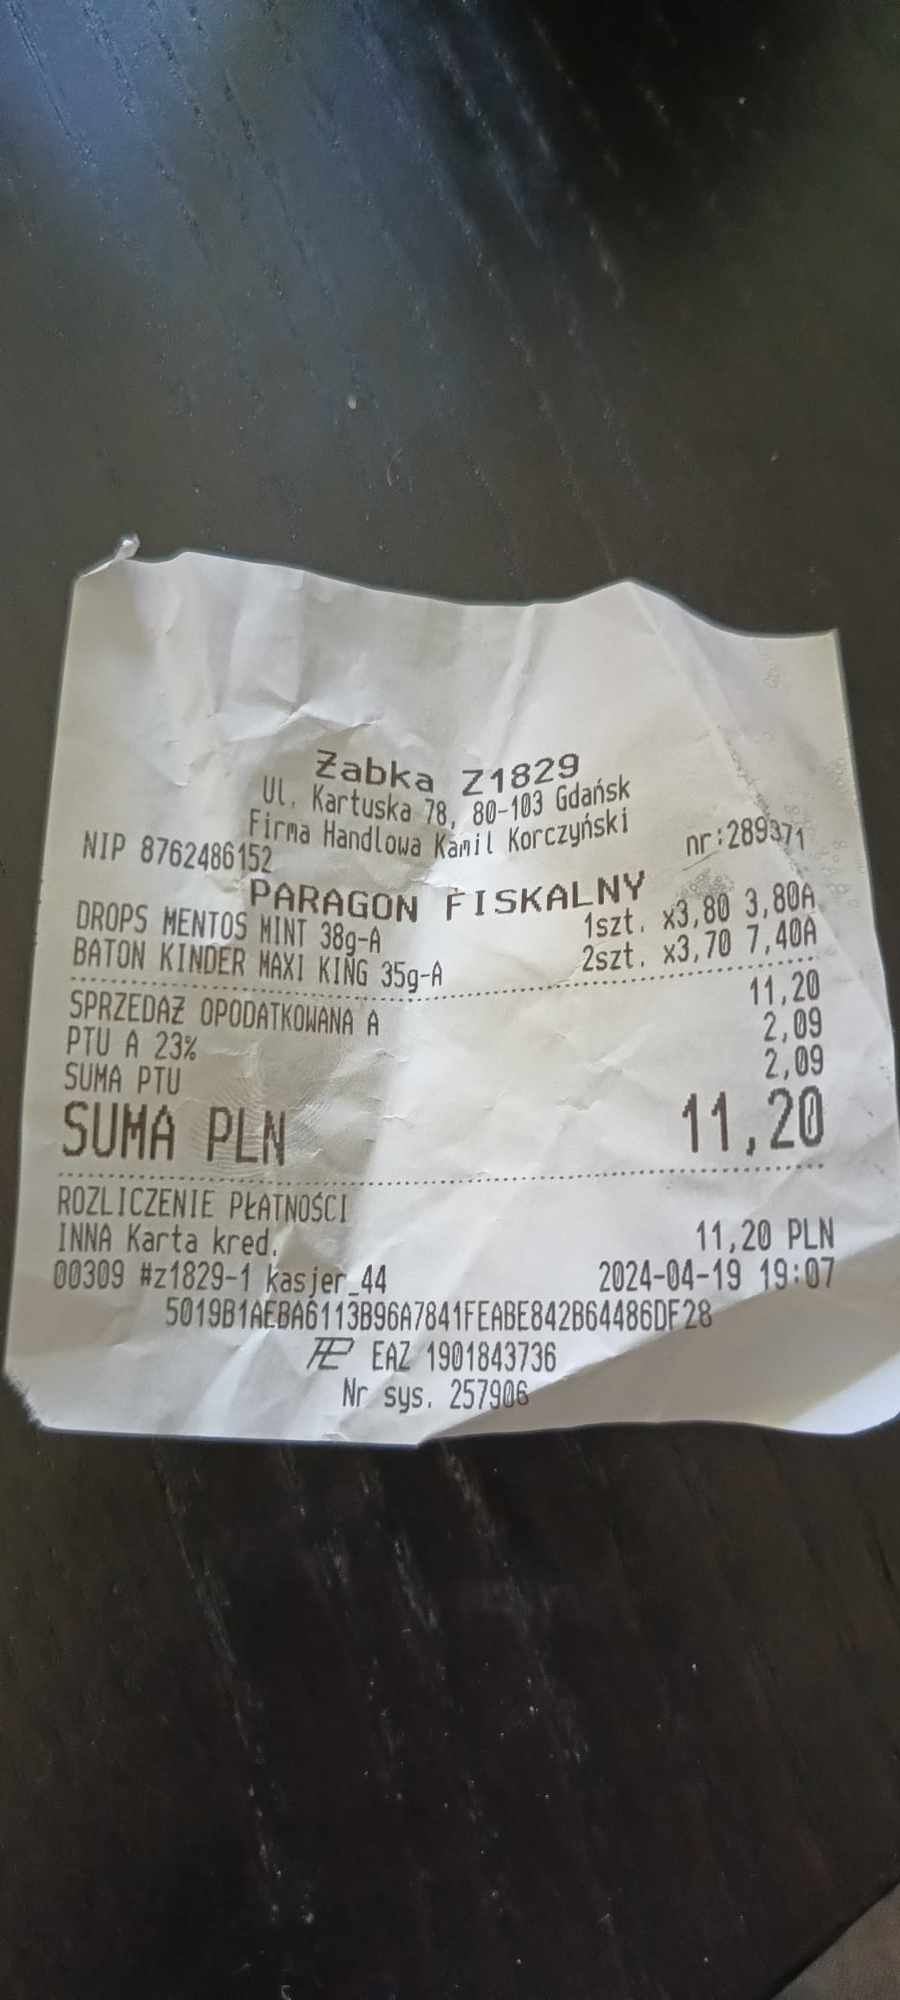 Żabka Z1829
Ul. Kartuska 78, 80-103 Gdańsk
Firma Handlowa Kamil Korczyński
NIP 8762486152 nr:289371
PARAGON FISKALNY
DROPS MENTOS MINT 38g-A 1szt. x3,80 3,80A
BATON KINDER MAXI KING 35g-A 2szt. x3,70 7,40A
SPRZEDAŻ OPODATKOWANA A 11,20
PTU A 23% 2,09
SUMA PTU 2,09
SUMA PLN 11,20
ROZLICZENIE PŁATNOŚCI
INNA Karta kred. 11,20 PLN
00309 #z1829-1 kasjer_44 2024-04-19 19:07
5019B1AEBA6113B96A7841FEABE842B64486DF28
EAZ 1901843736
Nr sys. 257906